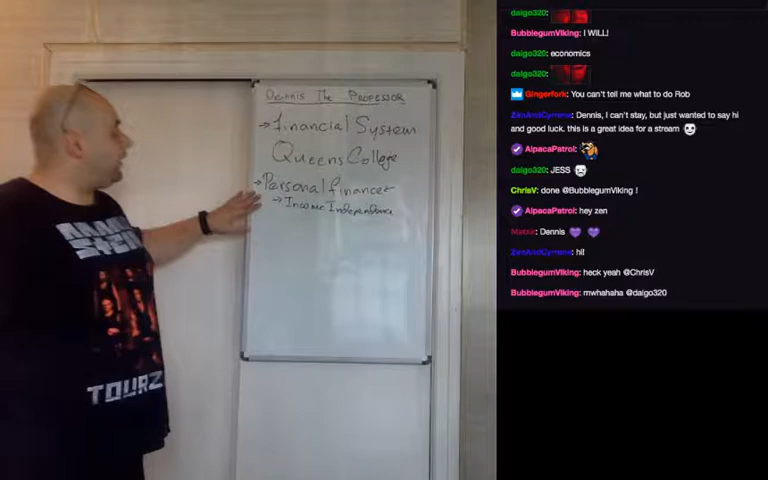 Dennis The Professor
→ Financial System
Queens College
→ Personal finance
→ Income Independence
TOURZ
daigo320:
BubblegumViking: I WILL!
daigo320: economics
daigo320:
Gingerfork: You can't tell me what to do Rob
ZenAndCyrene: Dennis, I can't stay, but just wanted to say hi
and good luck. this is a great idea for a stream
AlpacaPatrol:
daigo320: JESS
ChrisV: done @BubblegumViking !
AlpacaPatrol: hey zen
Dennis
hi!
BubblegumViking: heck yeah @ChrisV
BubblegumViking: mwhahaha @daigo320